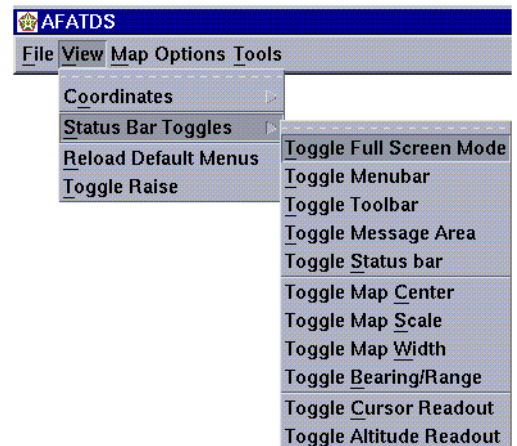 AFATDS
File View Map Options Tools
Coordinates
Status Bar Toggles
Reload Default Menus
Toggle Raise
Toggle Full Screen Mode
Toggle Menubar
Toggle Toolbar
Toggle Message Area
Toggle Status bar
Toggle Map Center
Toggle Map Scale
Toggle Map Width
Toggle Bearing/Range
Toggle Cursor Readout
Toggle Altitude Readout